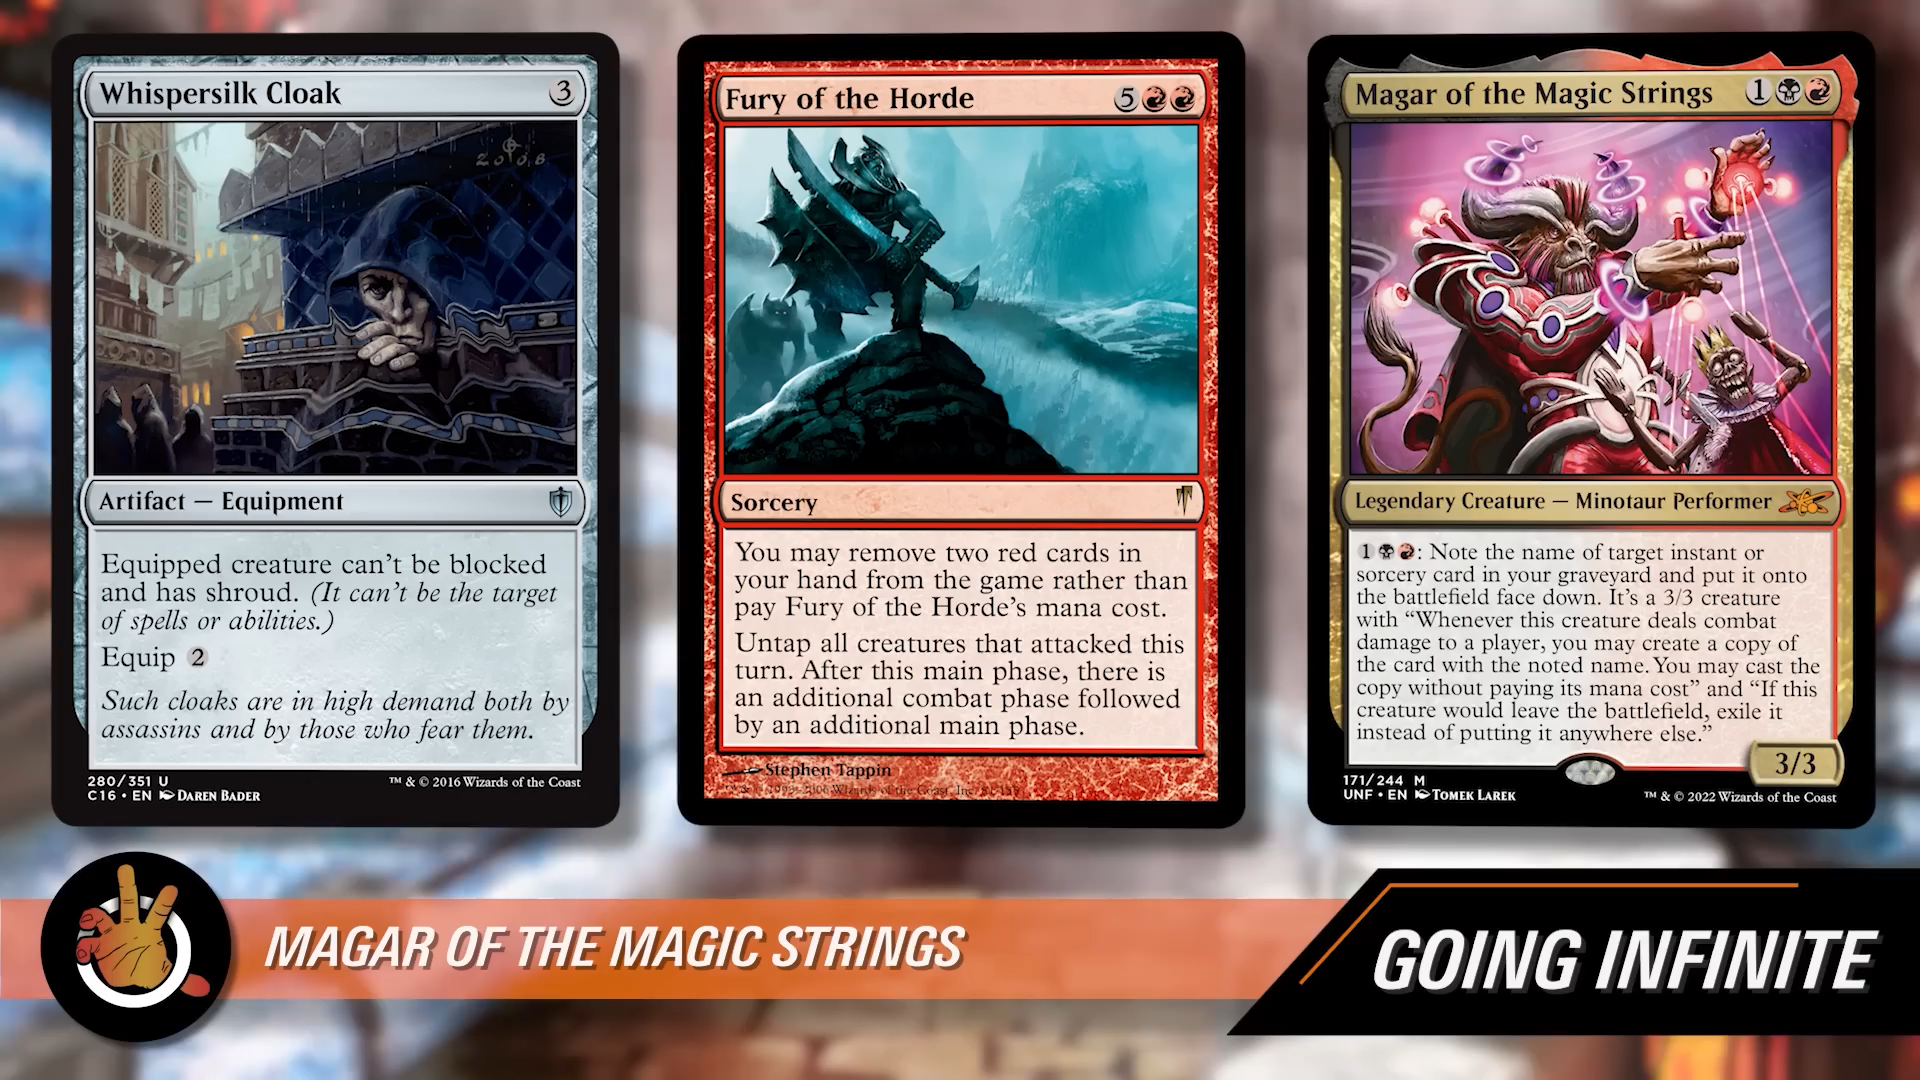 Whispersilk Cloak 3
2008
Artifact — Equipment
Equipped creature can't be blocked
and has shroud. (It can't be the target
of spells or abilities.)
Equip 2
Such cloaks are in high demand both by
assassins and by those who fear them.
280/351 U
C16 • EN DAREN BADER
™ & © 2016 Wizards of the Coast
Fury of the Horde 5
Sorcery
You may remove two red cards in
your hand from the game rather than
pay Fury of the Horde's mana cost.
Untap all creatures that attacked this
turn. After this main phase, there is
an additional combat phase followed
by an additional main phase.
Stephen Tappin
Magar of the Magic Strings 1
Legendary Creature — Minotaur Performer
1 : Note the name of target instant or
sorcery card in your graveyard and put it onto
the battlefield face down. It's a 3/3 creature
with “Whenever this creature deals combat
damage to a player, you may create a copy of
the card with the noted name. You may cast the
copy without paying its mana cost” and “If this
creature would leave the battlefield, exile it
instead of putting it anywhere else.”
3/3
171/244 M
UNF • EN TOMEK LAREK
™ & © 2022 Wizards of the Coast
MAGAR OF THE MAGIC STRINGS
GOING INFINITE